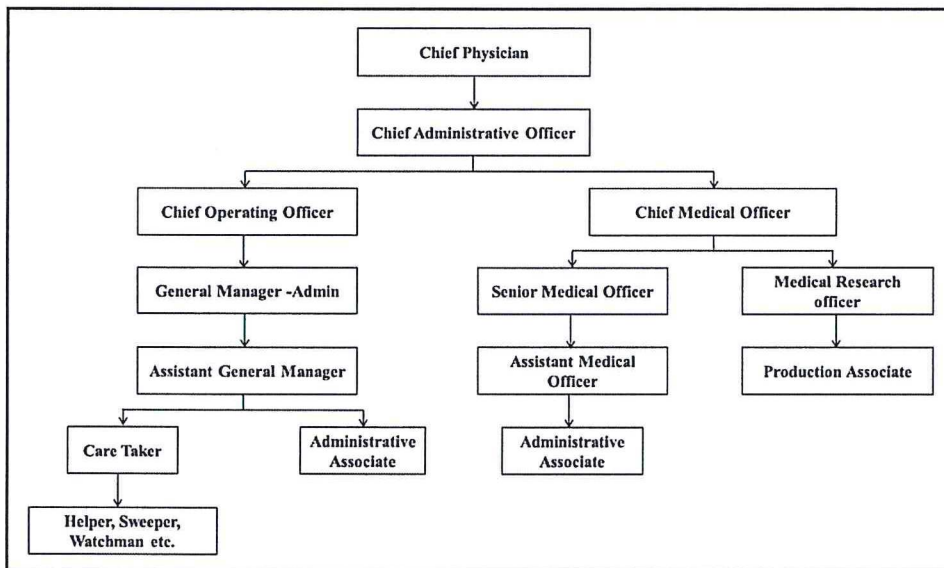 Chief Physician
Chief Administrative Officer
Chief Operating Officer
Chief Medical Officer
General Manager -Admin
Senior Medical Officer
Medical Research
officer
Assistant General Manager
Assistant Medical
Officer
Production Associate
Care Taker
Administrative
Associate
Administrative
Associate
Helper, Sweeper,
Watchman etc.